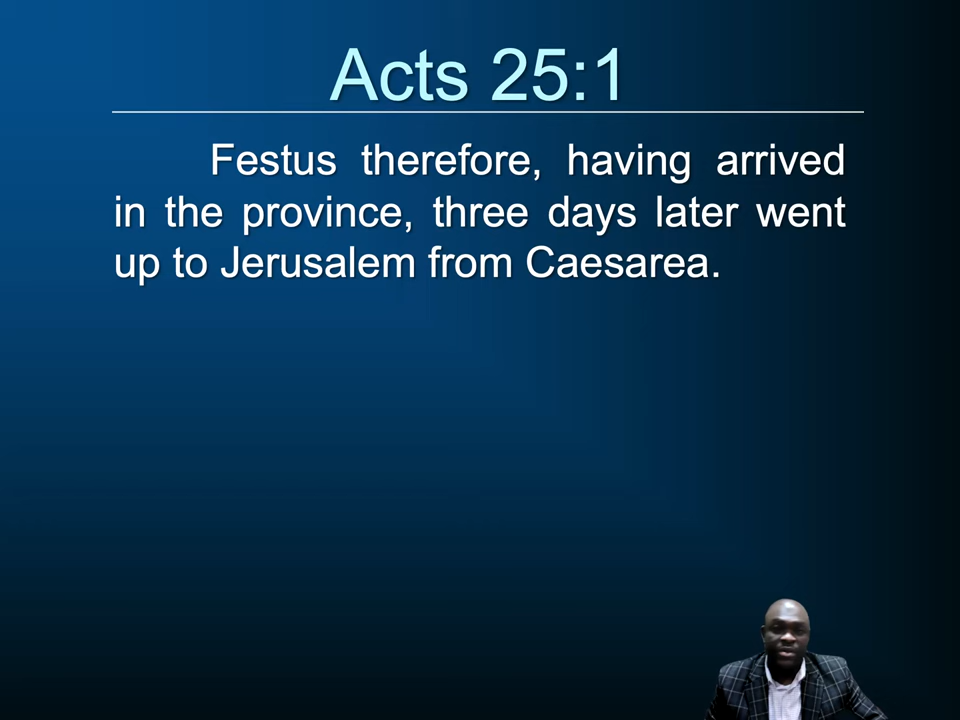 Acts 25:1
Festus therefore, having arrived
in the province, three days later went
up to Jerusalem from Caesarea.